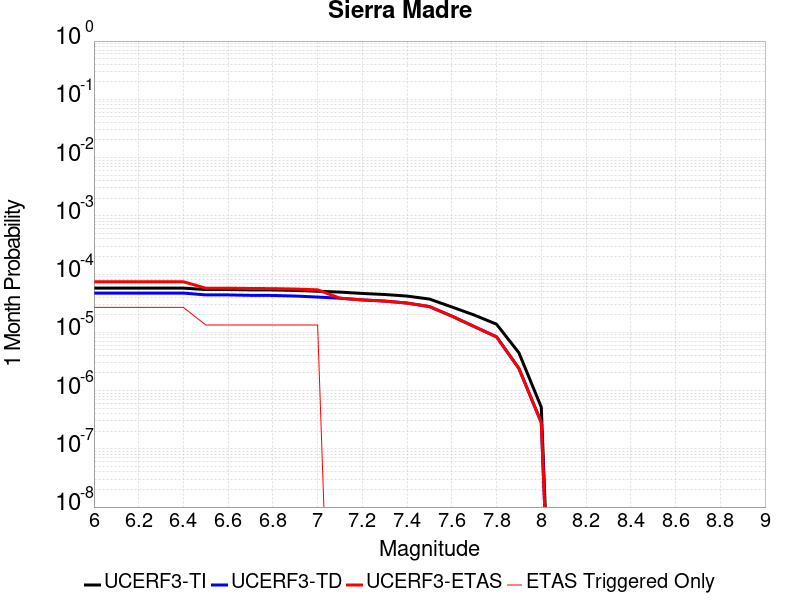 Sierra Madre
10 0
10 -1
10 -2
10 -3
10 -4
10 -5
10 -6
10 -7
10 -8
1 Month Probability
6 6.2 6.4 6.6 6.8 7 7.2 7.4 7.6 7.8 8 8.2 8.4 8.6 8.8 9
Magnitude
UCERF3-TI UCERF3-TD UCERF3-ETAS ETAS Triggered Only